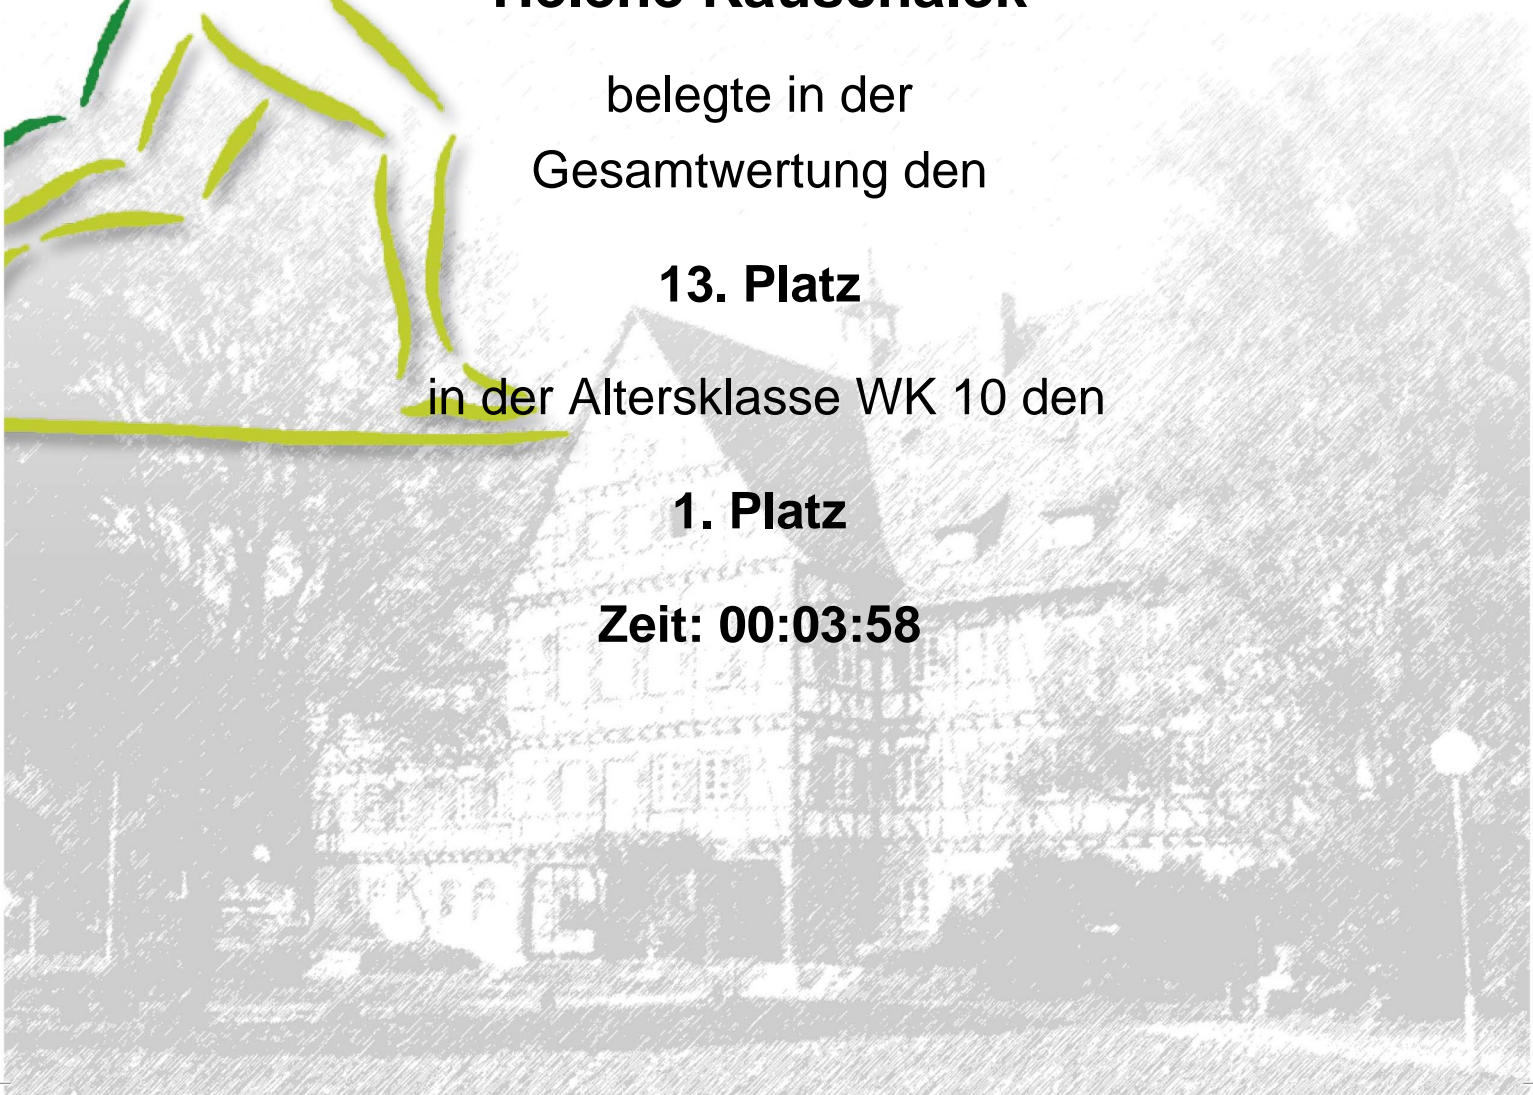 belegte in der
Gesamtwertung den
13. Platz
in der Altersklasse WK 10 den
1. Platz
Zeit: 00:03:58